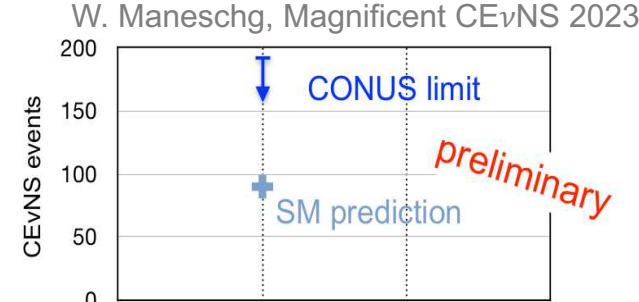 W. Maneschg, Magnificent CEνNS 2023
200
150
100
50
0
CEvNS events
CONUS limit
preliminary
SM prediction